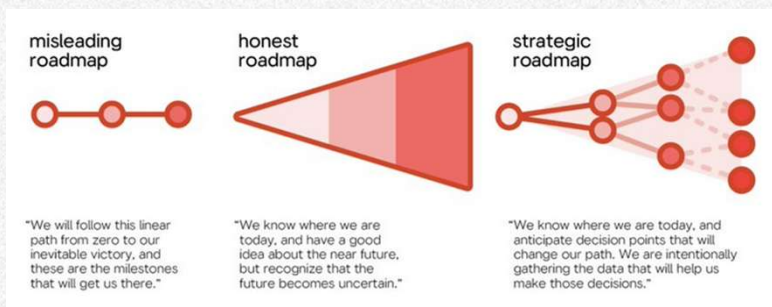 misleading
roadmap
"We will follow this linear
path from zero to our
inevitable victory, and
these are the milestones
that will get us there."
honest
roadmap
"We know where we are
today, and have a good
idea about the near future,
but recognize that the
future becomes uncertain."
strategic
roadmap
"We know where we are today, and
anticipate decision points that will
change our path. We are intentionally
gathering the data that will help us
make those decisions."